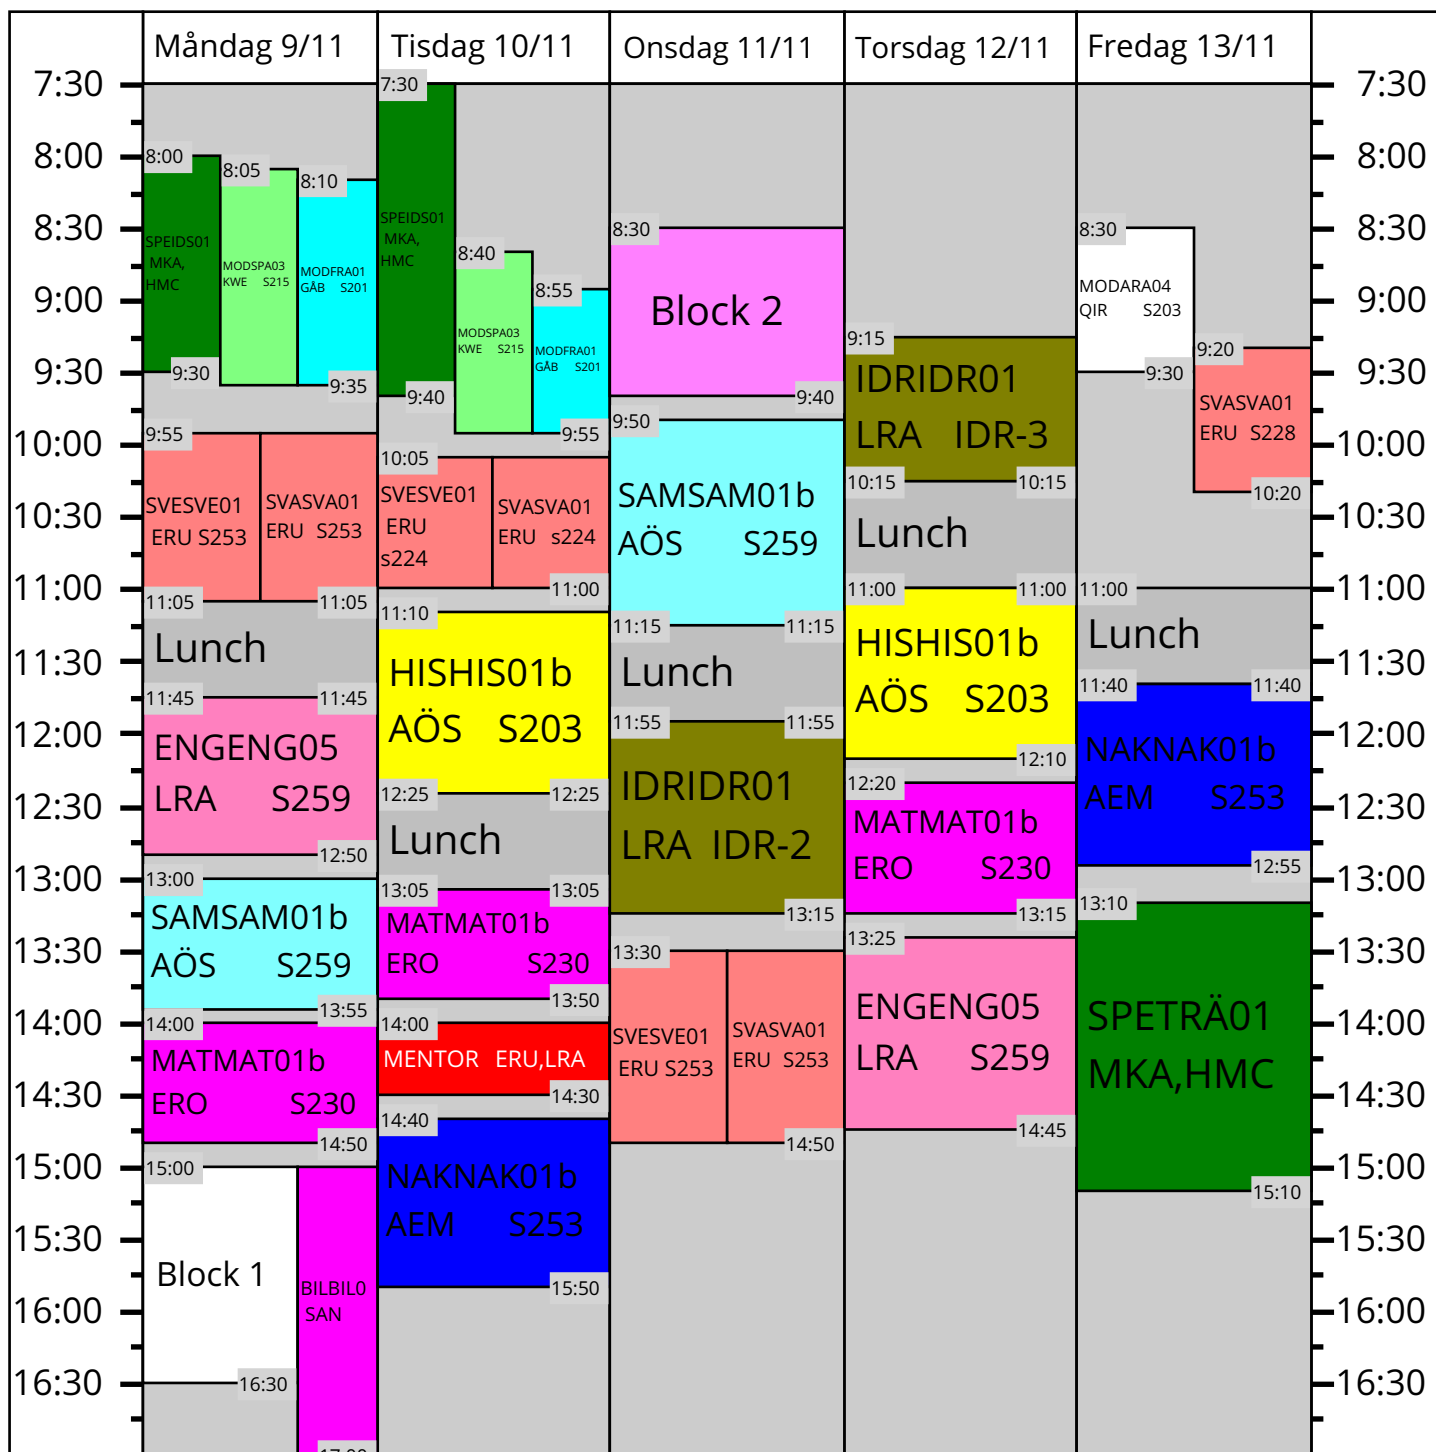 Måndag 9/11
Tisdag 10/11
Onsdag 11/11
Torsdag 12/11
Fredag 13/11
7:30
8:00
8:30
9:00
9:30
10:00
10:30
11:00
11:30
12:00
12:30
13:00
13:30
14:00
14:30
15:00
15:30
16:00
16:30
8:00
SPEIDS01
MKA,
HMC
9:30
8:05
MODSPA03
KWE S215
8:10
MODFRA01
GÅB S201
9:35
9:55
SVESVE01
ERU S253
11:05
SVASVA01
ERU S253
11:05
Lunch
11:45
11:45
ENGENG05
LRA S259
12:50
13:00
SAMSAM01b
AÖS S259
13:55
14:00
MATMAT01b
ERO S230
14:50
15:00
Block 1
16:30
BILBIL0
SAN
7:30
SPEIDS01
MKA,
HMC
9:40
8:40
MODSPA03
KWE S215
8:55
MODFRA01
GÅB S201
9:55
10:05
SVESVE01
ERU
s224
SVASVA01
ERU s224
11:00
11:10
HISHIS01b
AÖS S203
12:25
12:25
Lunch
13:05
13:05
MATMAT01b
ERO S230
13:50
14:00
MENTOR ERU,LRA
14:30
14:40
NAKNAK01b
AEM S253
15:50
8:30
Block 2
9:40
9:50
SAMSAM01b
AÖS S259
11:15
11:15
Lunch
11:55
11:55
IDRIDR01
LRA IDR-2
13:15
13:30
SVESVE01
ERU S253
SVASVA01
ERU S253
14:50
9:15
IDRIDR01
LRA IDR-3
10:15
10:15
Lunch
11:00
11:00
HISHIS01b
AÖS S203
12:10
12:20
MATMAT01b
ERO S230
13:15
13:25
ENGENG05
LRA S259
14:45
8:30
MODARA04
QIR S203
9:30
9:20
SVASVA01
ERU S228
10:20
11:00
Lunch
11:40
11:40
NAKNAK01b
AEM S253
12:55
13:10
SPETRÄ01
MKA,HMC
15:10
7:30
8:00
8:30
9:00
9:30
10:00
10:30
11:00
11:30
12:00
12:30
13:00
13:30
14:00
14:30
15:00
15:30
16:00
16:30